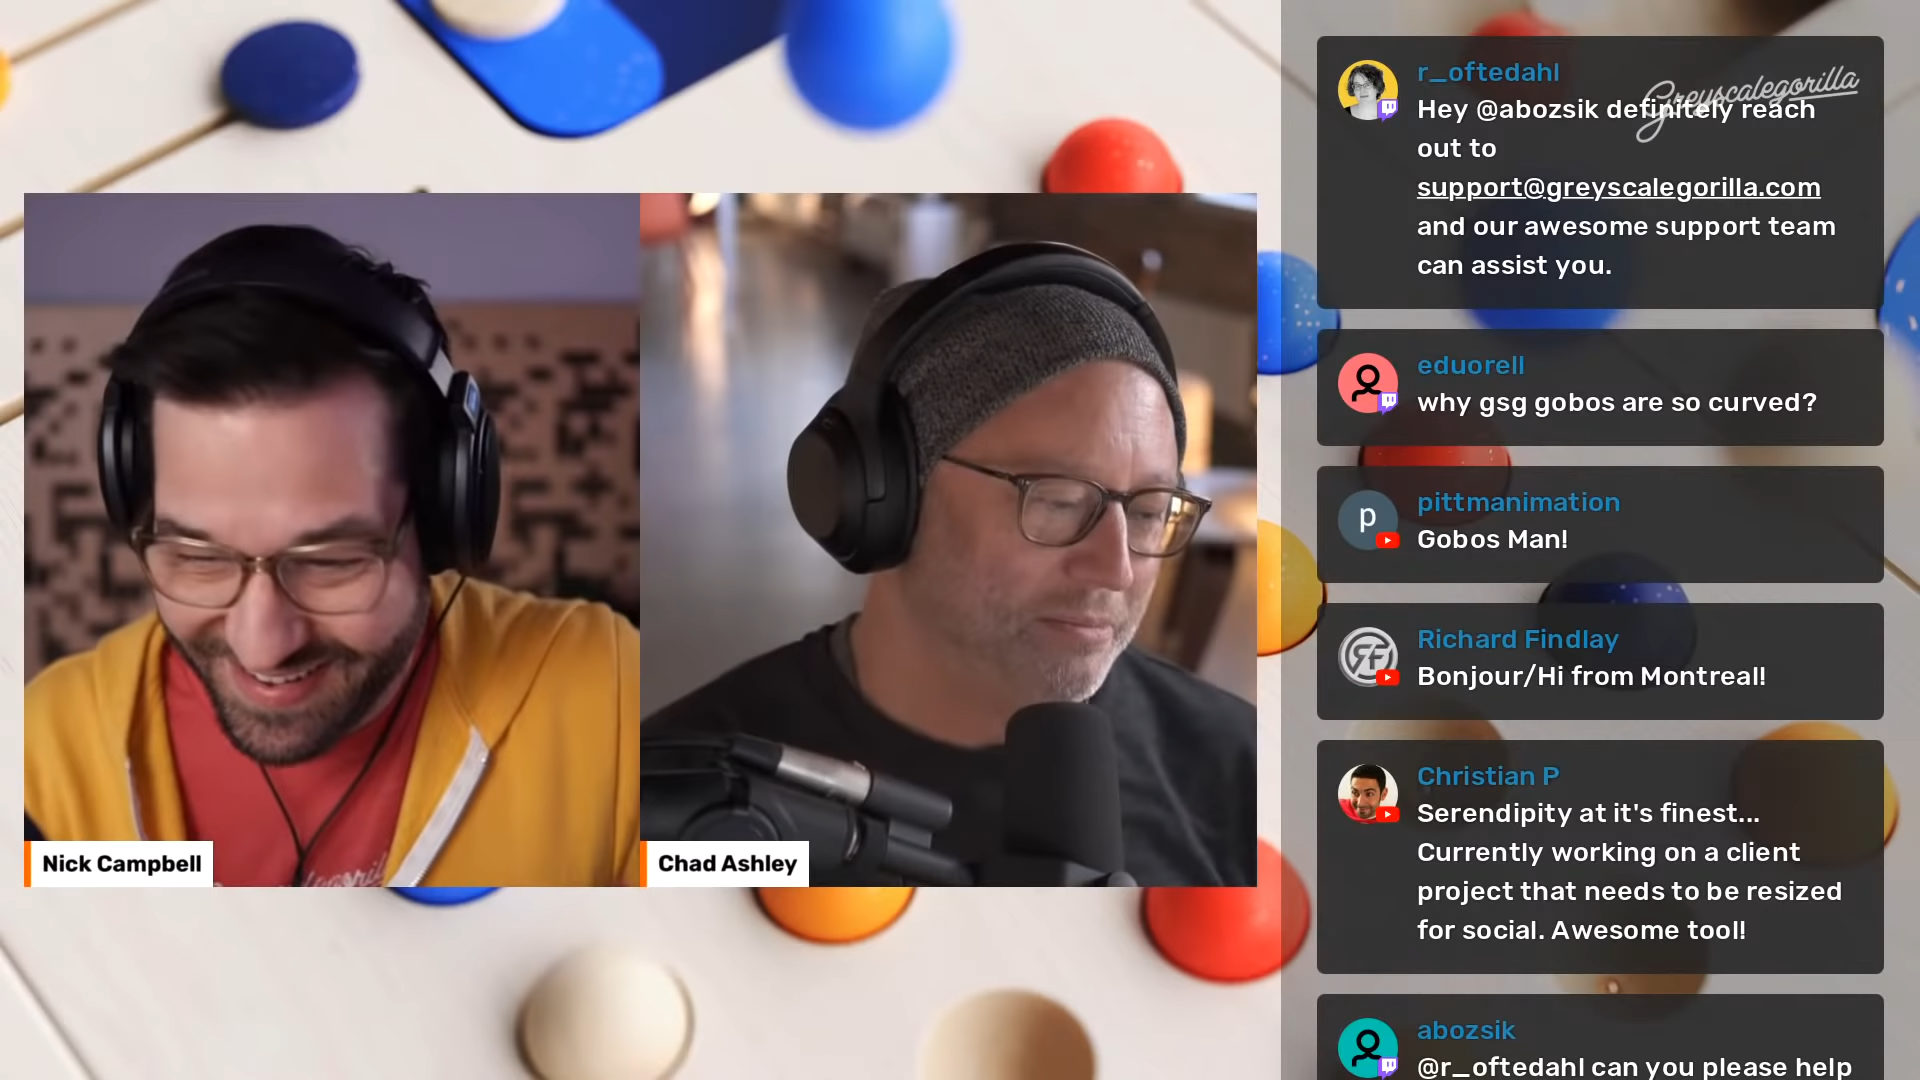 Nick Campbell
Chad Ashley
Greyscalegorilla
r_oftedahl
Hey @abozsik definitely reach
out to
support@greyscalegorilla.com
and our awesome support team
can assist you.
eduorell
why gsg gobos are so curved?
pittmanimation
p
Gobos Man!
Richard Findlay
RF
Bonjour/Hi from Montreal!
Christian P
Serendipity at it's finest...
Currently working on a client
project that needs to be resized
for social. Awesome tool!
abozsik
@r_oftedahl can you please help